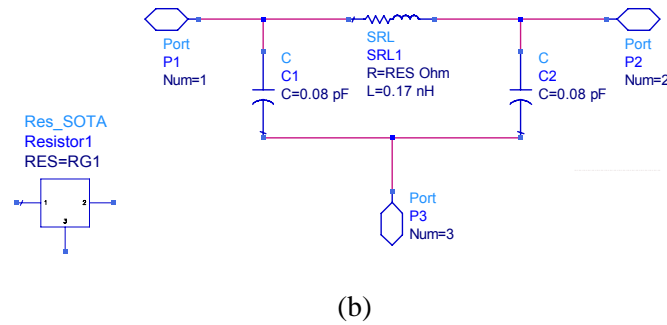 Port
P1
Num=1
C
C1
C=0.08 pF
SRL
SRL1
R=RES Ohm
L=0.17 nH
C
C2
C=0.08 pF
Port
P2
Num=2
Res_SOTA
Resistor1
RES=RG1
1
2
3
Port
P3
Num=3
(b)